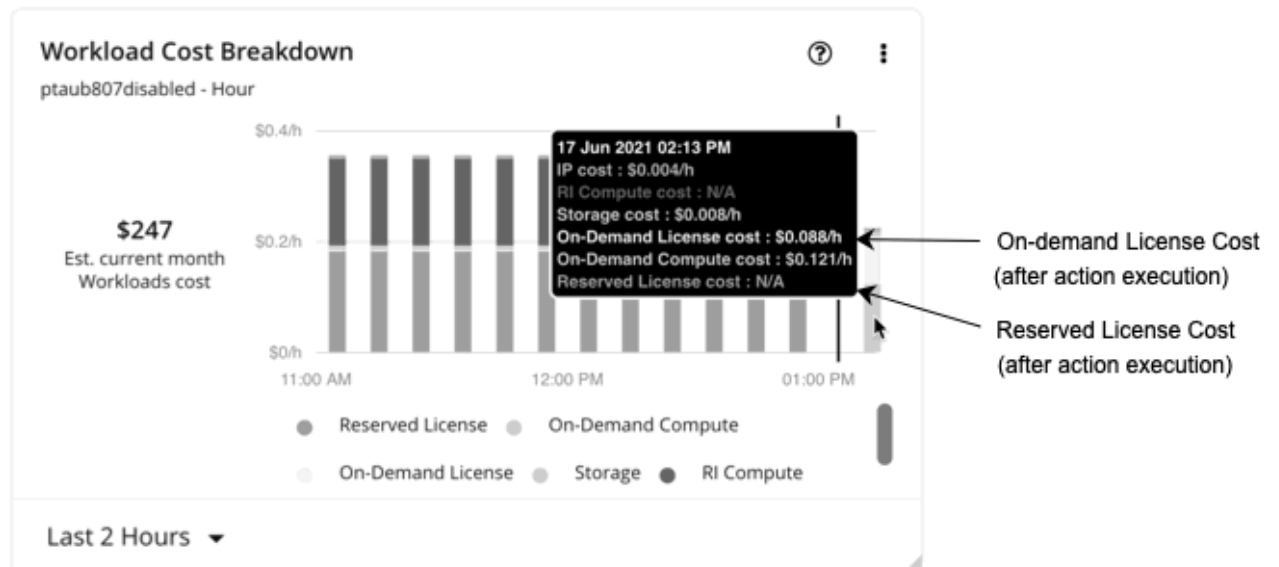 Workload Cost Breakdown
ptaub807disabled - Hour
$0.4/h
17 Jun 2021 02:13 PM
IP cost : $0.004/h
RI Compute cost : N/A
Storage cost : $0.008/h
On-Demand License cost : $0.088/h
On-Demand Compute cost : $0.121/h
Reserved License cost : N/A
On-demand License Cost
(after action execution)
Reserved License Cost
(after action execution)
$247
Est. current month
Workloads cost
$0.2/h
$0/h
11:00 AM
12:00 PM
01:00 PM
Reserved License
On-Demand Compute
On-Demand License
Storage
RI Compute
Last 2 Hours